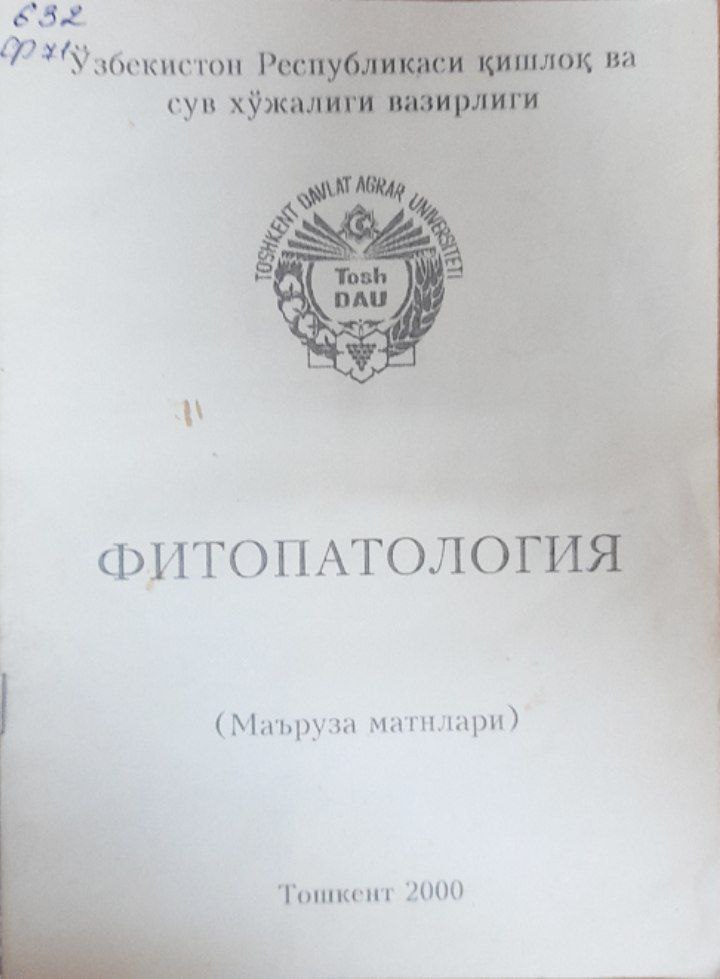 632
Ф 71
Ўзбекистон Республикаси қишлоқ ва
сув хўжалиги вазирлиги
TOSHKENT DAVLAT AGRAR UNIVERSITETI
Tosh
DAU
ФИТОПАТОЛОГИЯ
(Маъруза матнлари)
Тошкент 2000